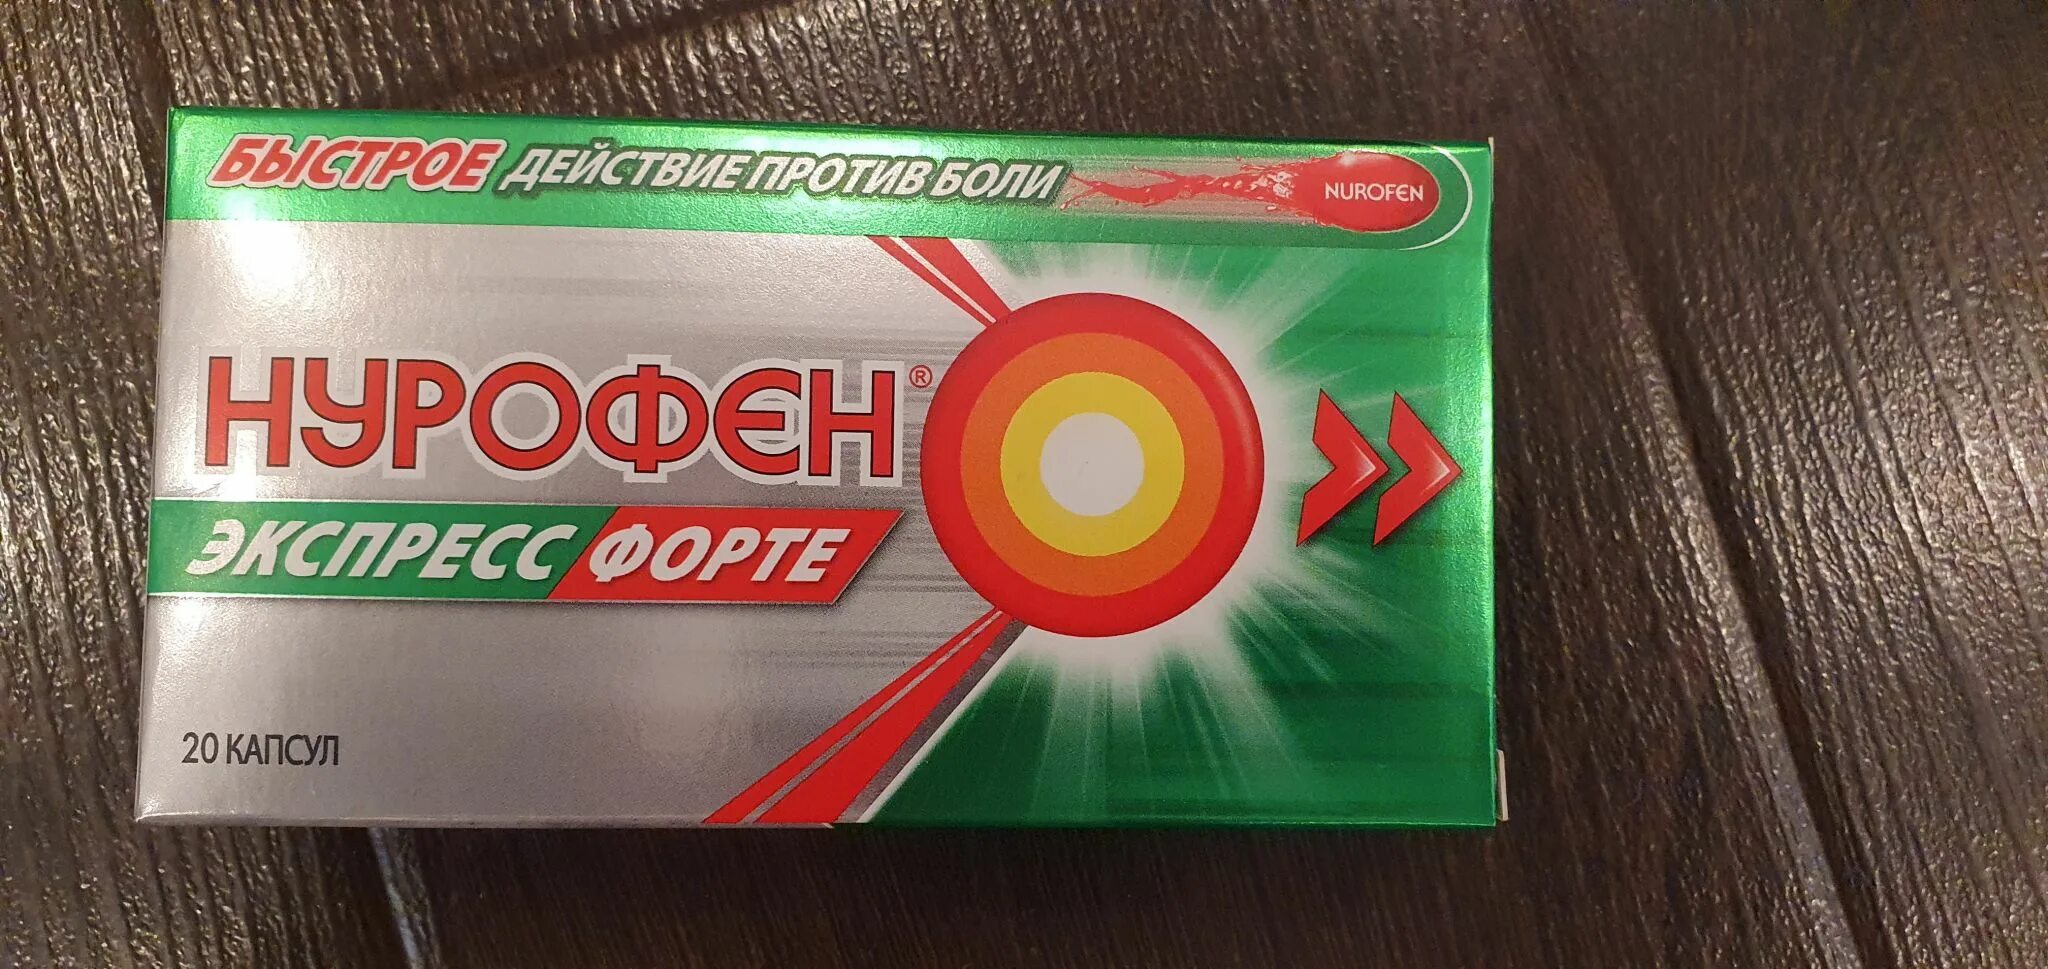 БЫСТРОЕ ДЕЙСТВИЕ ПРОТИВ БОЛИ
NUROFEN
НУРОФЕН®
ЭКСПРЕСС ФОРТЕ
20 КАПСУЛ